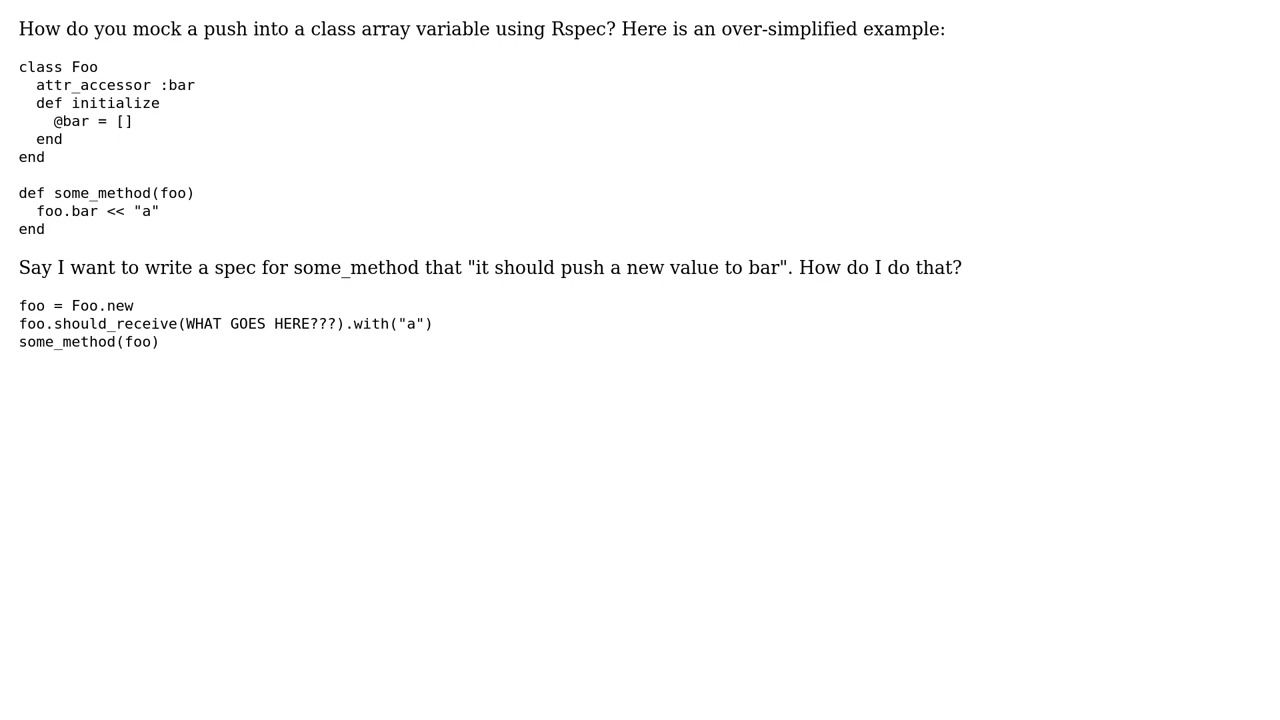 How do you mock a push into a class array variable using Rspec? Here is an over-simplified example:
class Foo
  attr_accessor :bar
  def initialize
    @bar = []
  end
end

def some_method(foo)
  foo.bar << "a"
end
Say I want to write a spec for some_method that "it should push a new value to bar". How do I do that?
foo = Foo.new
foo.should_receive(WHAT GOES HERE???).with("a")
some_method(foo)